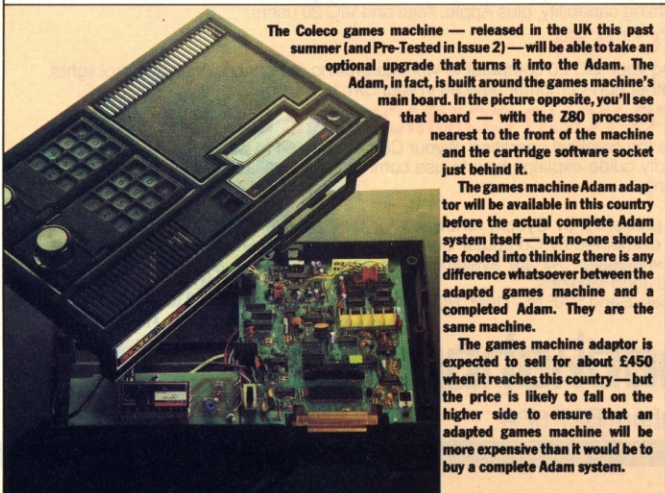 The Coleco games machine — released in the UK this past
summer (and Pre-Tested in Issue 2) — will be able to take an
optional upgrade that turns it into the Adam. The
Adam, in fact, is built around the games machine's
main board. In the picture opposite, you'll see
that board — with the Z80 processor
nearest to the front of the machine
and the cartridge software socket
just behind it.
The games machine Adam adap-
tor will be available in this country
before the actual complete Adam
system itself — but no-one should
be fooled into thinking there is any
difference whatsoever between the
adapted games machine and a
completed Adam. They are the
same machine.
The games machine adaptor is
expected to sell for about £450
when it reaches this country — but
the price is likely to fall on the
higher side to ensure that an
adapted games machine will be
more expensive than it would be to
buy a complete Adam system.